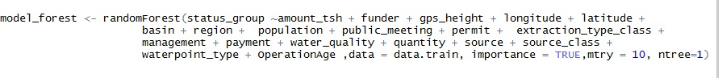 model_forest <- randomForest(status_group ~amount_tsh + funder + gps_height + longitude + latitude +
basin + region + population + public_meeting + permit + extraction_type_class +
management + payment + water_quality + quantity + source + source_class +
waterpoint_type + OperationAge ,data = data.train, importance = TRUE,mtry = 10, ntree=1)